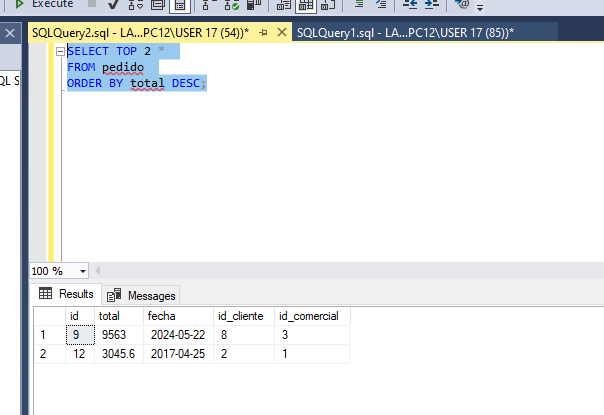 Execute
SQLQuery2.sql - LA...PC12\USER 17 (54))*
SQLQuery1.sql - LA...PC12\USER 17 (85))*
QL S
SELECT TOP 2 *
FROM pedido
ORDER BY total DESC;
100 %
Results
Messages
id total fecha id_cliente id_comercial
1 9 9563 2024-05-22 8 3
2 12 3045.6 2017-04-25 2 1